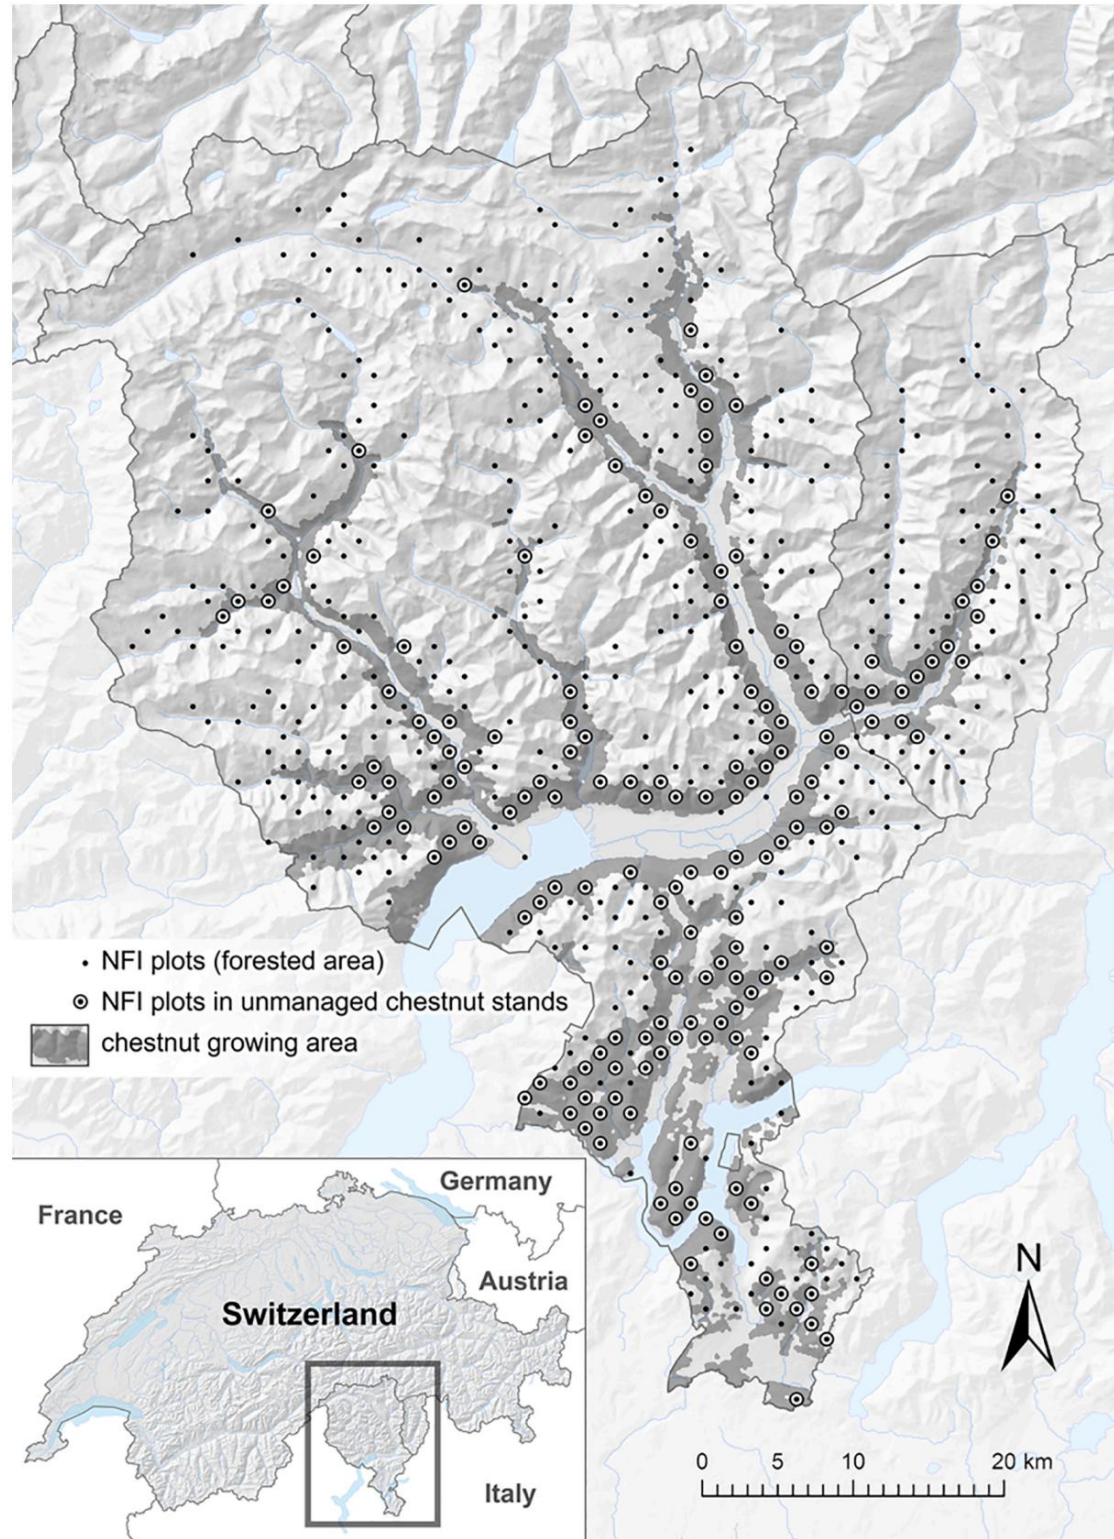 NFI plots (forested area)
NFI plots in unmanaged chestnut stands
chestnut growing area
Germany
France
Austria
Switzerland
Italy
N
0 5 10 20 km